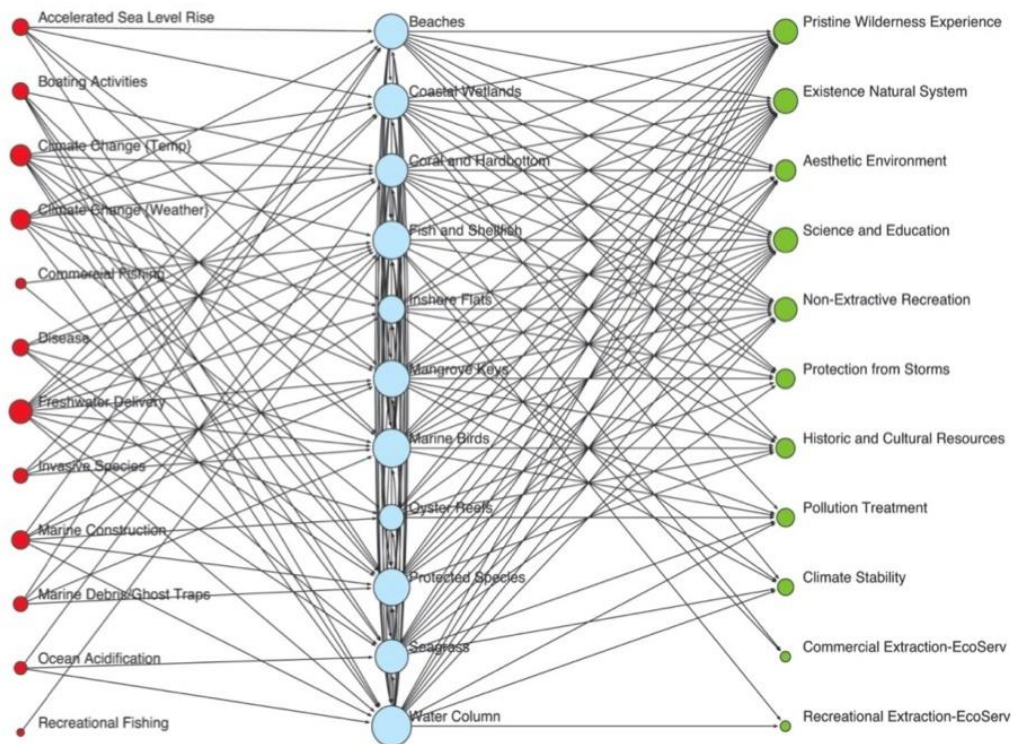 Accelerated Sea Level Rise
Boating Activities
Climate Change {Temp}
Climate Change {Weather}
Commercial Fishing
Disease
Freshwater Delivery
Invasive Species
Marine Construction
Marine Debris/Ghost Traps
Ocean Acidification
Recreational Fishing
Beaches
Coastal Wetlands
Coral and Hardbottom
Fish and Shellfish
Inshore Flats
Mangrove Keys
Marine Birds
Oyster Reefs
Protected Species
Seagrass
Water Column
Pristine Wilderness Experience
Existence Natural System
Aesthetic Environment
Science and Education
Non-Extractive Recreation
Protection from Storms
Historic and Cultural Resources
Pollution Treatment
Climate Stability
Commercial Extraction-EcoServ
Recreational Extraction-EcoServ